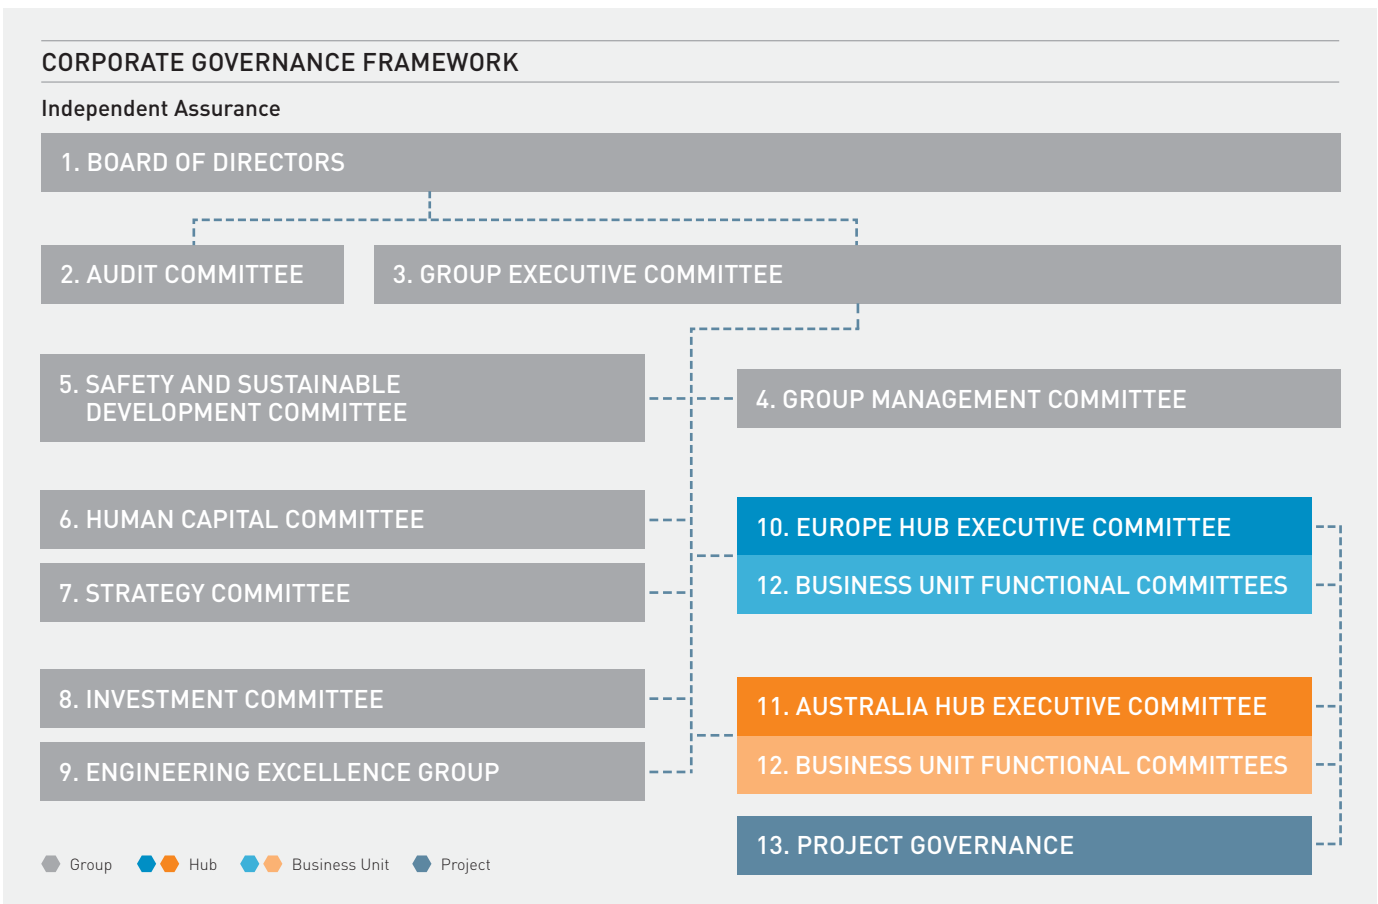 CORPORATE GOVERNANCE FRAMEWORK
Independent Assurance
1. BOARD OF DIRECTORS
2. AUDIT COMMITTEE
3. GROUP EXECUTIVE COMMITTEE
5. SAFETY AND SUSTAINABLE
DEVELOPMENT COMMITTEE
4. GROUP MANAGEMENT COMMITTEE
6. HUMAN CAPITAL COMMITTEE
7. STRATEGY COMMITTEE
8. INVESTMENT COMMITTEE
9. ENGINEERING EXCELLENCE GROUP
10. EUROPE HUB EXECUTIVE COMMITTEE
12. BUSINESS UNIT FUNCTIONAL COMMITTEES
11. AUSTRALIA HUB EXECUTIVE COMMITTEE
12. BUSINESS UNIT FUNCTIONAL COMMITTEES
13. PROJECT GOVERNANCE
Group
Hub
Business Unit
Project